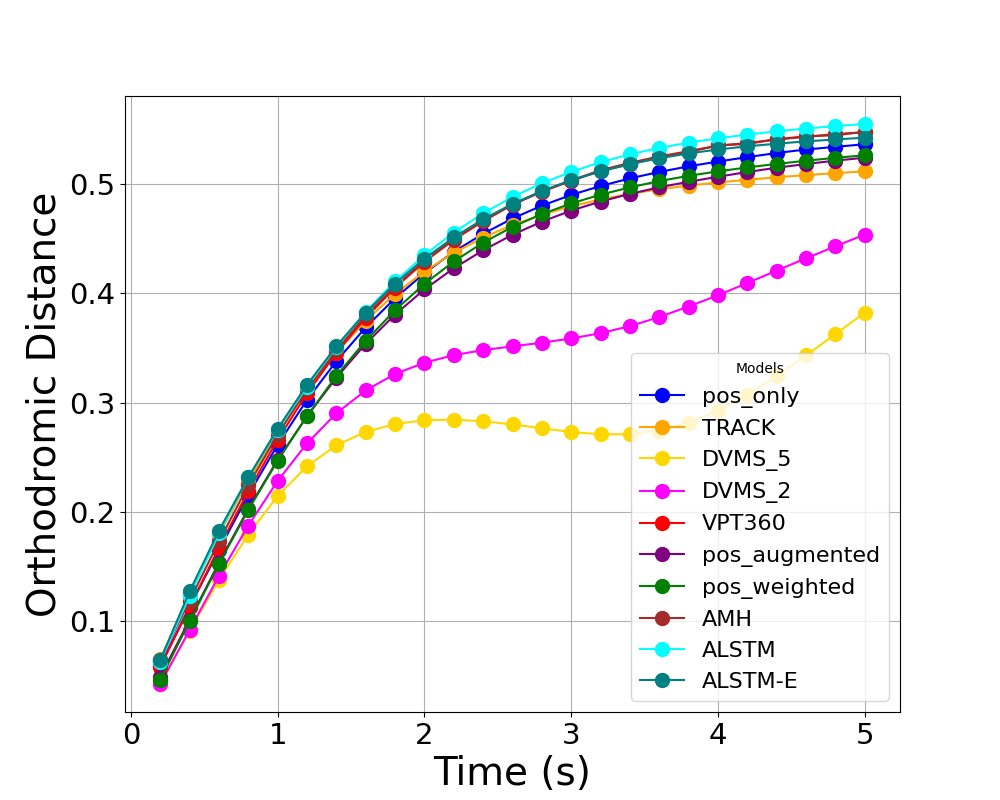 Orthodromic Distance
0.5
0.4
0.3
0.2
0.1
Models
pos_only
TRACK
DVMS_5
DVMS_2
VPT360
pos_augmented
pos_weighted
AMH
ALSTM
ALSTM-E
0 1 2 3 4 5
Time (s)